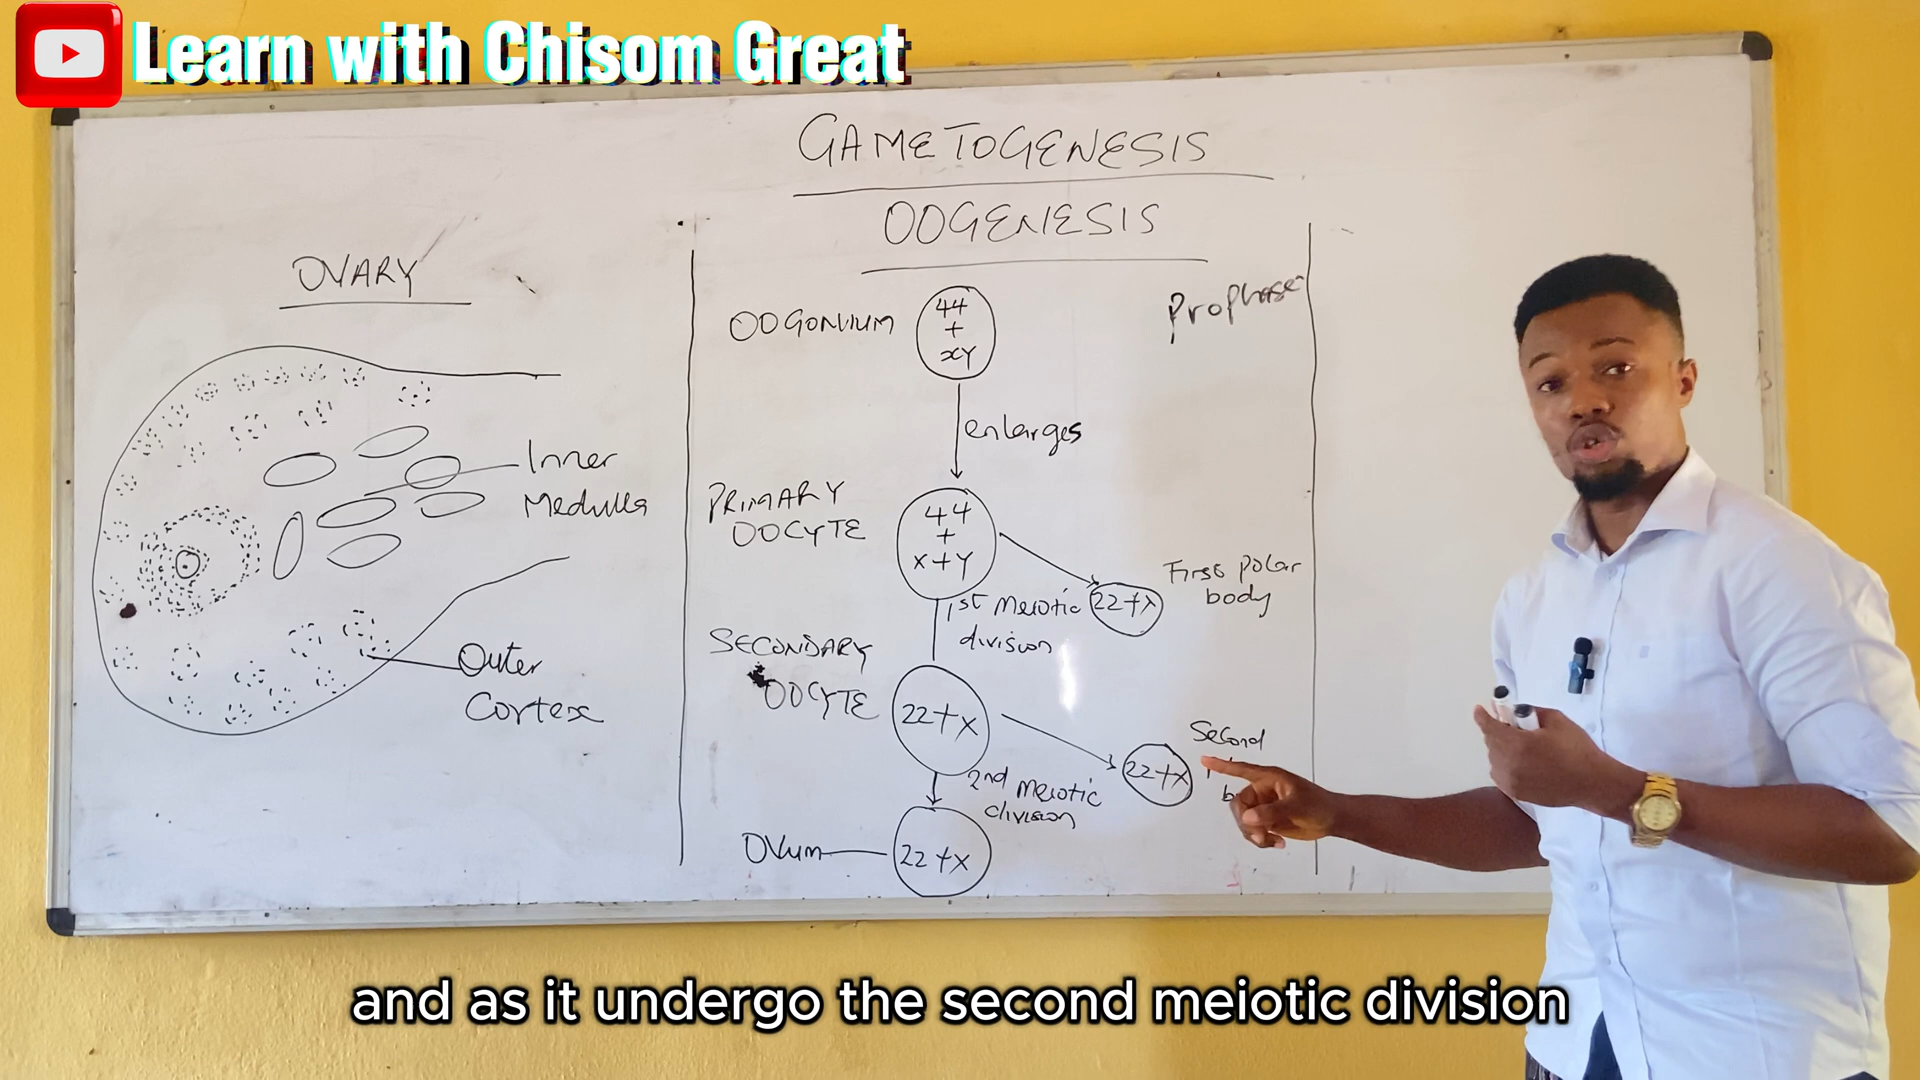 Learn with Chisom Great
GAMETOGENESIS
OOGENESIS
OVARY
Inner
Medulla
Outer
Cortex
OOGONIUM
44
+
xY
Prophase
enlarges
PRIMARY
OOCYTE
44
+
x+Y
First polar
body
22+x
1st Meiotic
division
SECONDARY
OOCYTE
22+x
Second
22+x
2nd Meiotic
division
Ovum
22+x
and as it undergo the second meiotic division